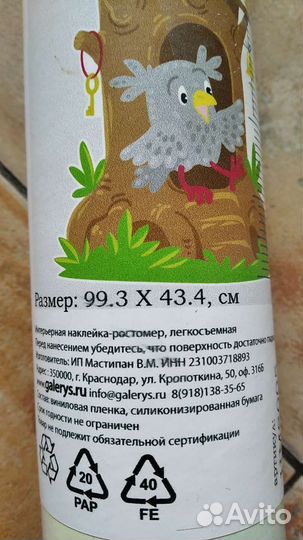 Размер: 99.3 X 43.4, см
Интерьерная наклейка-ростомер, легкосъемная
Перед нанесением убедитесь, что поверхность достаточно
Изготовитель: ИП Мастипан В.М. ИНН 231003718893
Адрес: 350000, г. Краснодар, ул. Кропоткина, 50, оф. 316б
www.galerys.ru info@galerys.ru 8(918)138-35-65
Состав: виниловая пленка, силиконизированная бумага
Срок годности не ограничен
Товар не подлежит обязательной сертификации
20
PAP
40
FE
артикул:
Avito